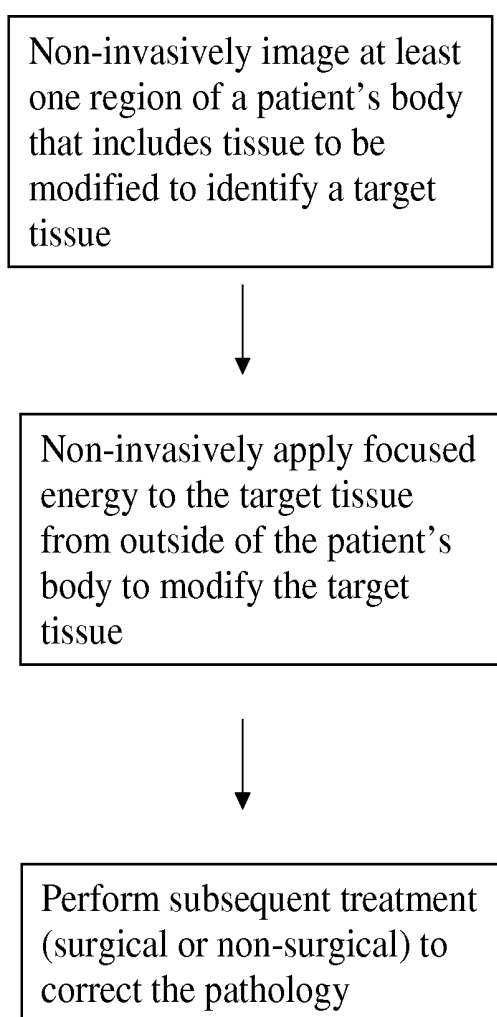 Non-invasively image at least
one region of a patient's body
that includes tissue to be
modified to identify a target
tissue
Non-invasively apply focused
energy to the target tissue
from outside of the patient's
body to modify the target
tissue
Perform subsequent treatment
(surgical or non-surgical) to
correct the pathology